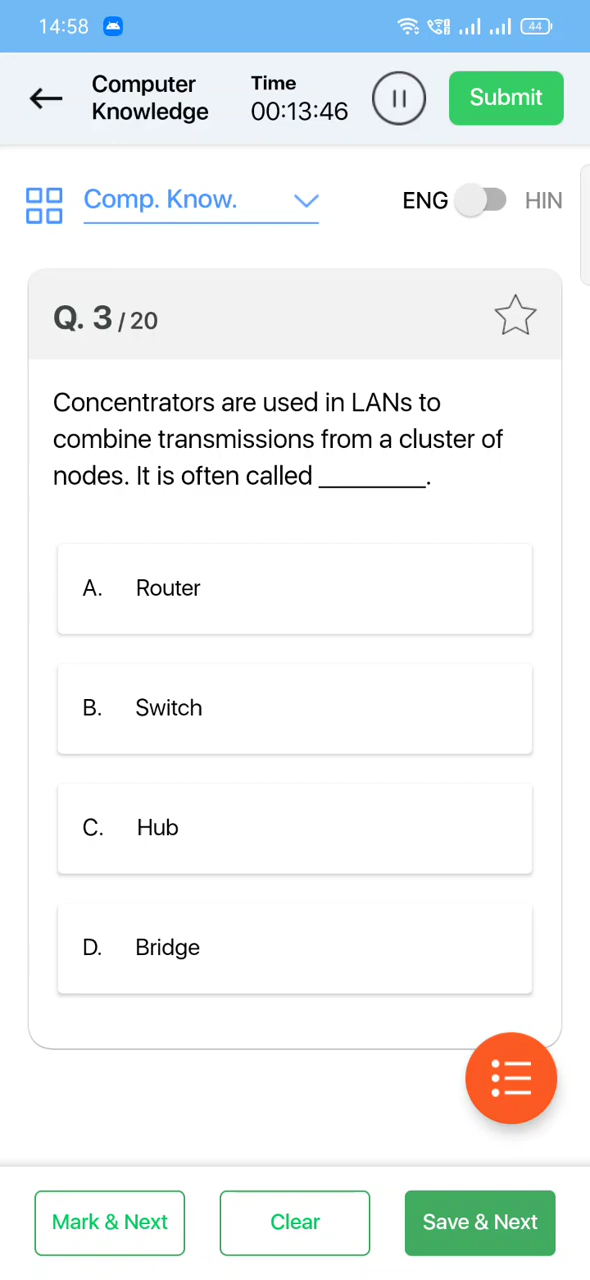 14:58
44
Computer Knowledge
Time
00:13:46
Submit
Comp. Know.
ENG
HIN
Q. 3 / 20
Concentrators are used in LANs to
combine transmissions from a cluster of
nodes. It is often called _________.
A. Router
B. Switch
C. Hub
D. Bridge
Mark & Next
Clear
Save & Next